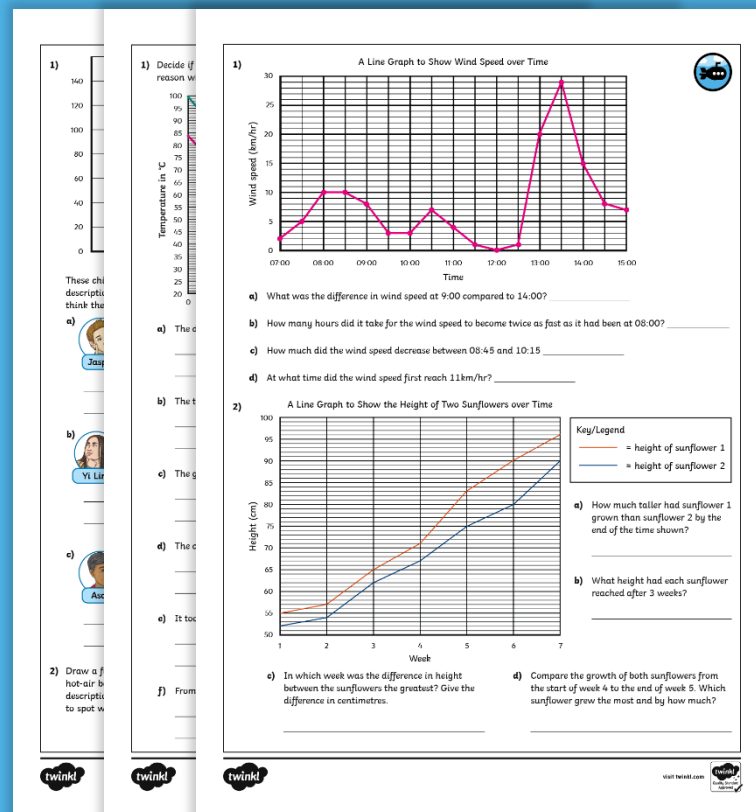 1)
140
120
100
80
60
40
20
0
These chi
descripti
think the
a)
Jasp
b)
Yi Lin
c)
Asa
2) Draw a f
hot-air b
descripti
to spot w
twinkl
1) Decide if
reason w
Temperature in °C
100
95
90
85
80
75
70
65
60
55
50
45
40
35
30
25
20
0
a) The
b) The t
c) The g
d) The
e) It too
f) From
twinkl
1)
A Line Graph to Show Wind Speed over Time
Wind speed (km/hr)
30
25
20
15
10
5
0
07:00 08:00 09:00 10:00 11:00 12:00 13:00 14:00 15:00
Time
a) What was the difference in wind speed at 9:00 compared to 14:00?
b) How many hours did it take for the wind speed to become twice as fast as it had been at 08:00?
c) How much did the wind speed decrease between 08:45 and 10:15
d) At what time did the wind speed first reach 11km/hr?
2)
A Line Graph to Show the Height of Two Sunflowers over Time
Height (cm)
100
95
90
85
80
75
70
65
60
55
50
1 2 3 4 5 6 7
Week
Key/Legend
= height of sunflower 1
= height of sunflower 2
a) How much taller had sunflower 1
grown than sunflower 2 by the
end of the time shown?
b) What height had each sunflower
reached after 3 weeks?
c) In which week was the difference in height
between the sunflowers the greatest? Give the
difference in centimetres.
d) Compare the growth of both sunflowers from
the start of week 4 to the end of week 5. Which
sunflower grew the most and by how much?
twinkl
visit twinkl.com
twinkl
Quality Standard
Approved